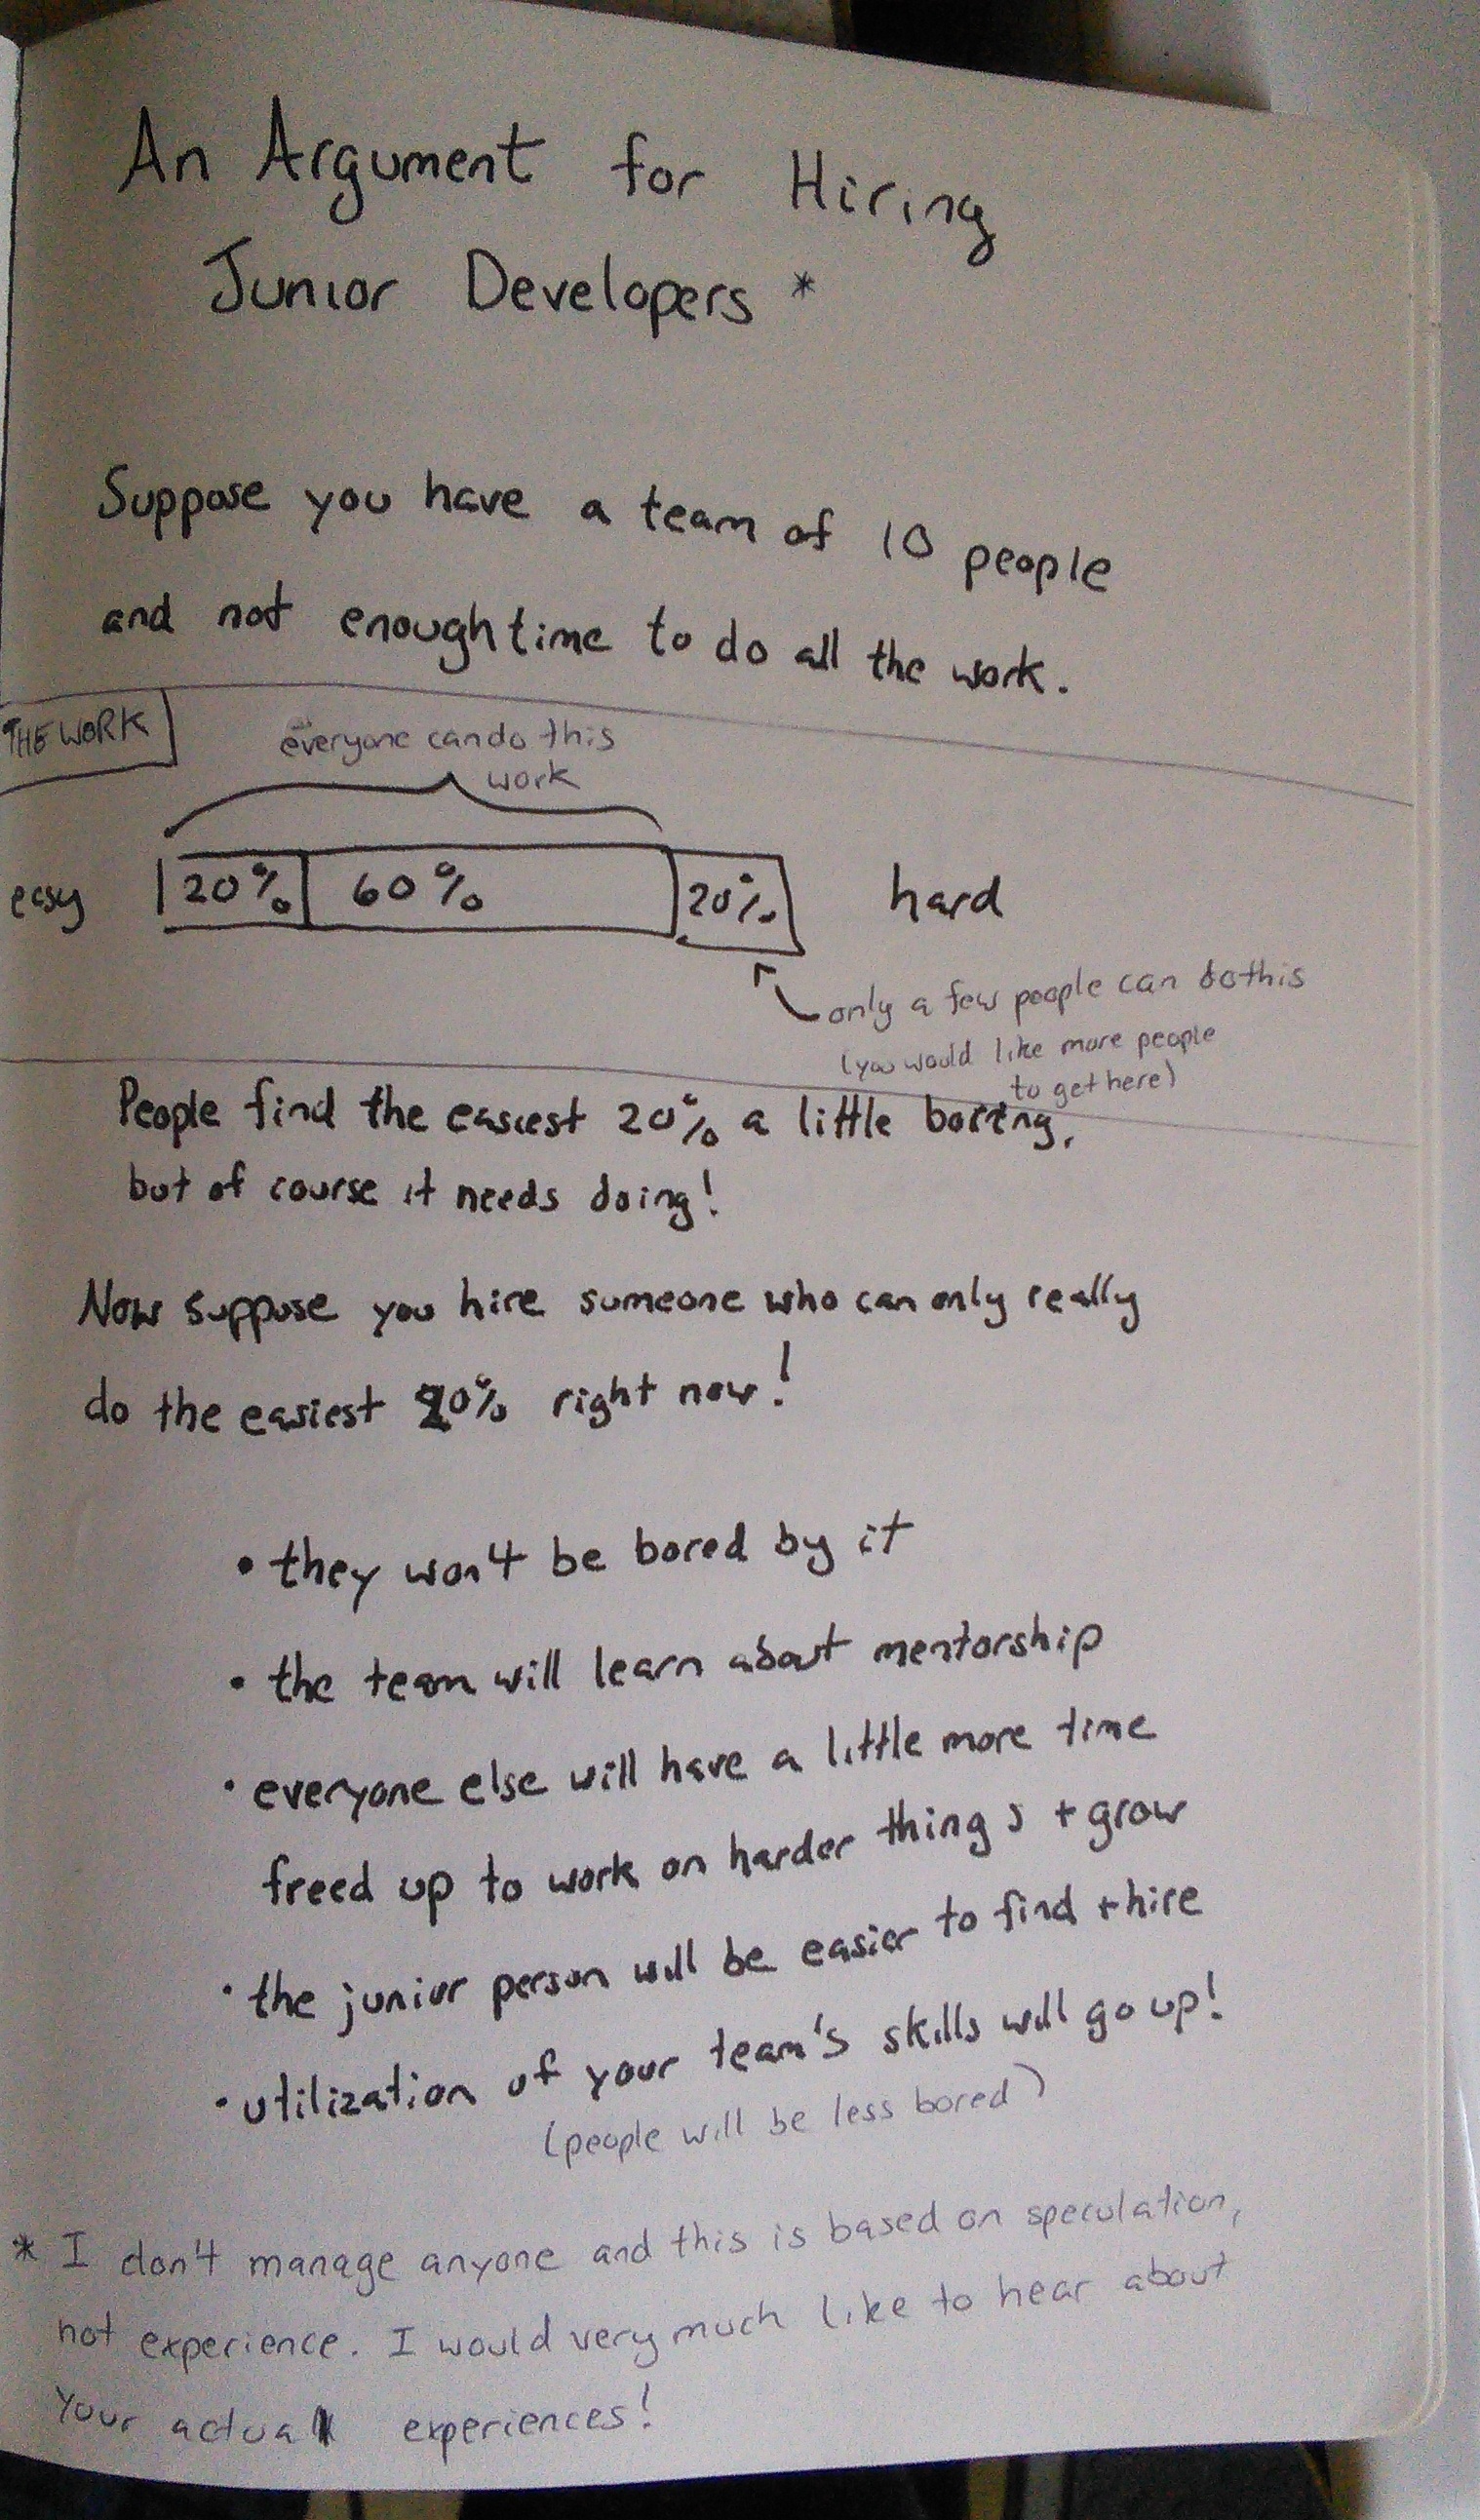 An Argument for Hiring
Junior Developers *
Suppose you have a team of 10 people
and not enough time to do all the work.
THE WORK
everyone can do this
work
easy 20% 60% 20% hard
only a few people can do this
(you would like more people
to get here)
People find the easiest 20% a little boring,
but of course it needs doing!
Now suppose you hire someone who can only really
do the easiest 20% right now!
• they won't be bored by it
• the team will learn about mentorship
• everyone else will have a little more time
freed up to work on harder things + grow
• the junior person will be easier to find + hire
• utilization of your team's skills will go up!
(people will be less bored)
* I don't manage anyone and this is based on speculation,
not experience. I would very much like to hear about
your actual experiences!